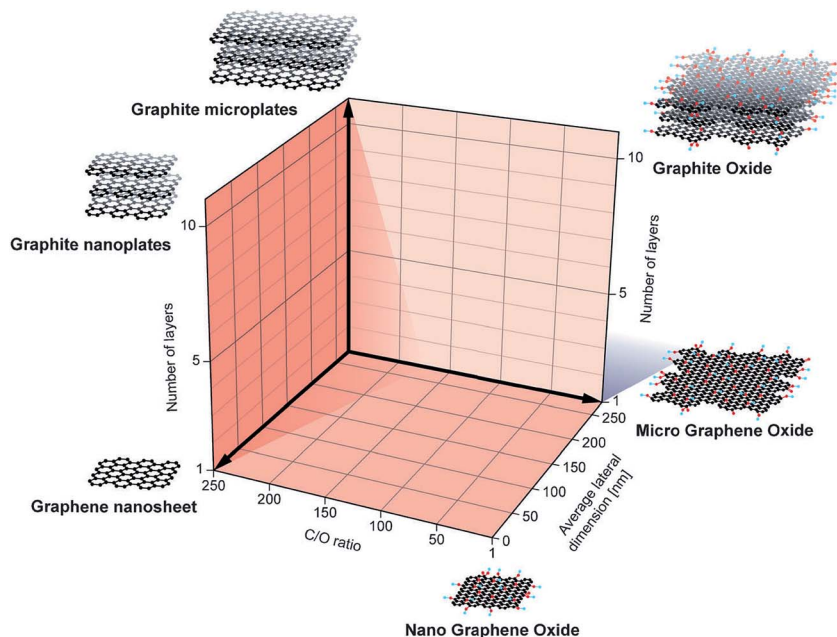 Graphite microplates
Graphite Oxide
Graphite nanoplates
10
5
1
Number of layers
10
5
1
Number of layers
Micro Graphene Oxide
Graphene nanosheet
250
200
150
100
50
1
C/O ratio
0
50
100
150
200
250
Average lateral
dimension [nm]
Nano Graphene Oxide